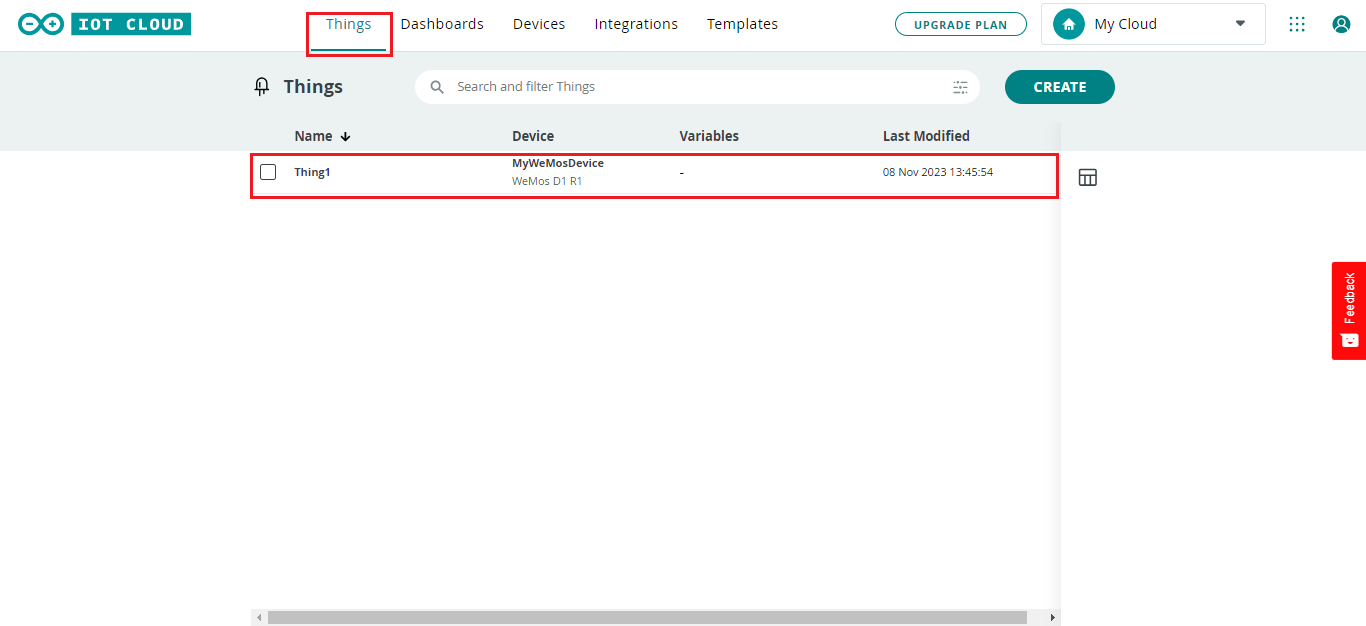 IOT CLOUD
Things
Dashboards
Devices
Integrations
Templates
UPGRADE PLAN
My Cloud
Things
Search and filter Things
CREATE
Name
Device
Variables
Last Modified
Thing1
MyWeMosDevice
WeMos D1 R1
-
08 Nov 2023 13:45:54
Feedback